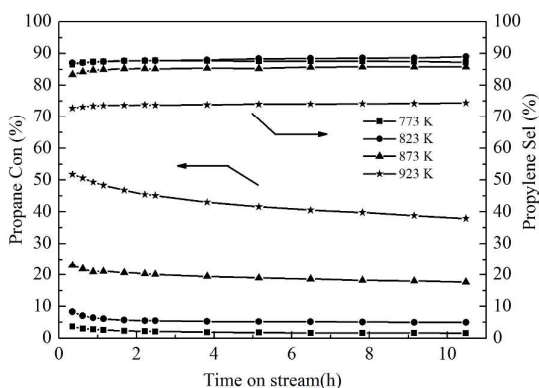 100 100
90 90
80 80
70 70
60 60
50 50
40 40
30 30
20 20
10 10
0 0
Propane Con (%)
Propylene Sel (%)
773 K
823 K
873 K
923 K
0 2 4 6 8 10
Time on stream(h)